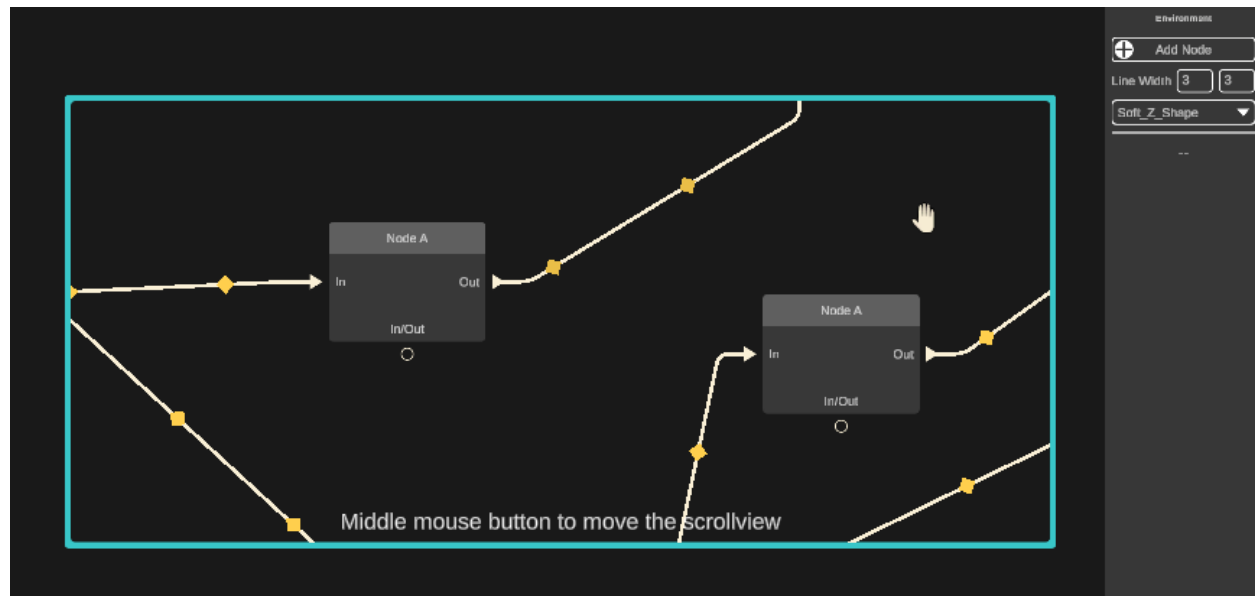 Environment
Add Node
Line Width 3 3
Soft_Z_Shape
--
Node A
In Out
In/Out
Node A
In Out
In/Out
Middle mouse button to move the scrollview